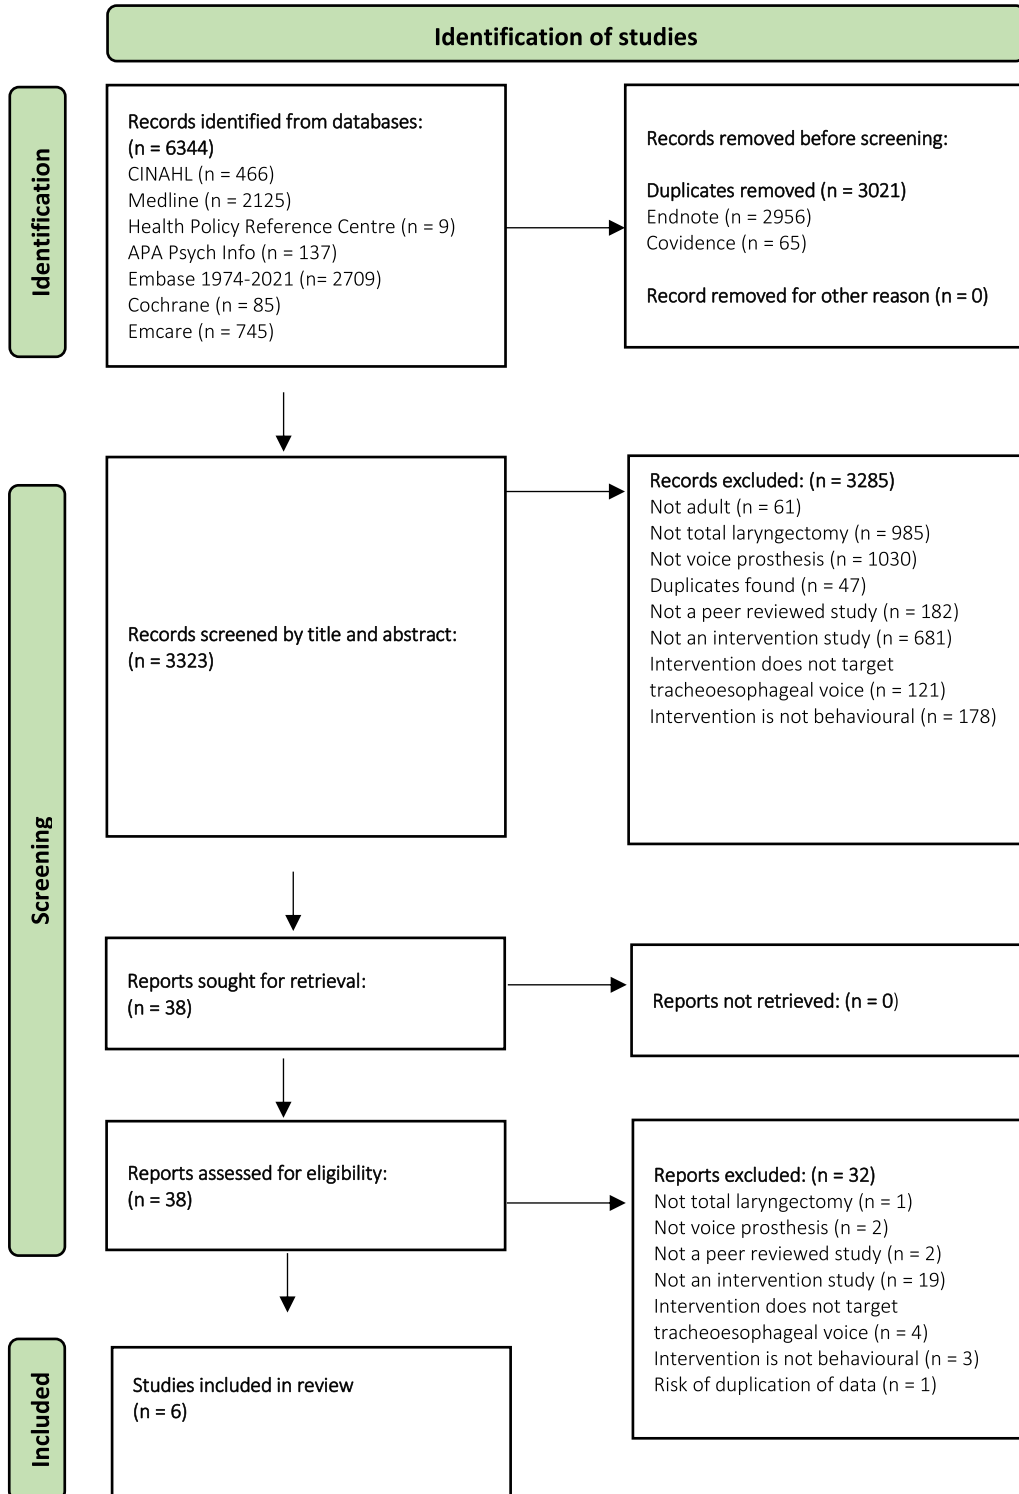 Identification of studies
Identification
Records identified from databases:
(n = 6344)
CINAHL (n = 466)
Medline (n = 2125)
Health Policy Reference Centre (n = 9)
APA Psych Info (n = 137)
Embase 1974-2021 (n= 2709)
Cochrane (n = 85)
Emcare (n = 745)
Records removed before screening:
Duplicates removed (n = 3021)
Endnote (n = 2956)
Covidence (n = 65)
Record removed for other reason (n = 0)
Screening
Records screened by title and abstract:
(n = 3323)
Records excluded: (n = 3285)
Not adult (n = 61)
Not total laryngectomy (n = 985)
Not voice prosthesis (n = 1030)
Duplicates found (n = 47)
Not a peer reviewed study (n = 182)
Not an intervention study (n = 681)
Intervention does not target
tracheoesophageal voice (n = 121)
Intervention is not behavioural (n = 178)
Reports sought for retrieval:
(n = 38)
Reports not retrieved: (n = 0)
Reports assessed for eligibility:
(n = 38)
Reports excluded: (n = 32)
Not total laryngectomy (n = 1)
Not voice prosthesis (n = 2)
Not a peer reviewed study (n = 2)
Not an intervention study (n = 19)
Intervention does not target
tracheoesophageal voice (n = 4)
Intervention is not behavioural (n = 3)
Risk of duplication of data (n = 1)
Included
Studies included in review
(n = 6)